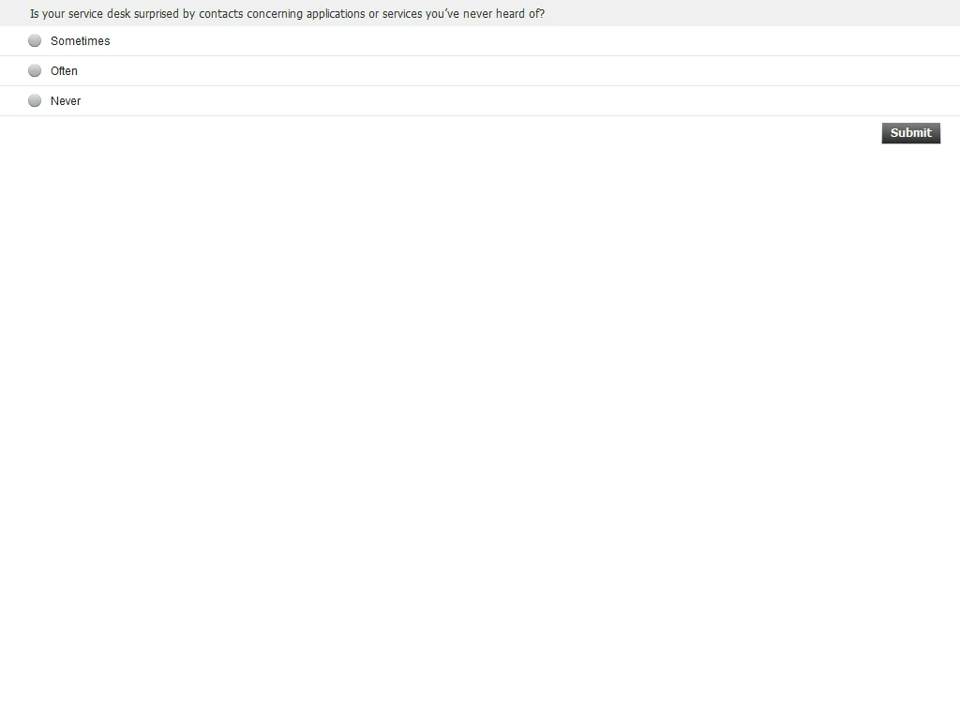 Is your service desk surprised by contacts concerning applications or services you've never heard of?
Sometimes
Often
Never
Submit